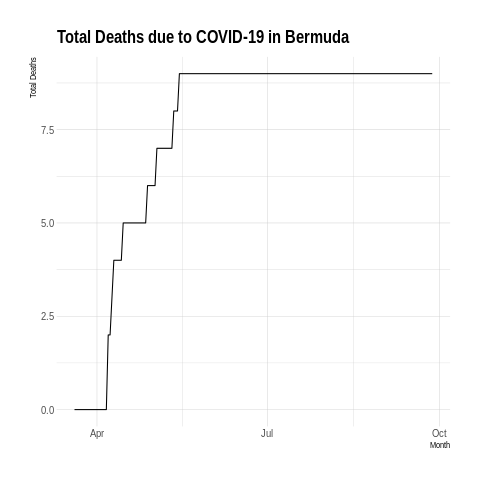 Total Deaths due to COVID-19 in Bermuda
Total Deaths
7.5
5.0
2.5
0.0
Apr Jul Oct
Month